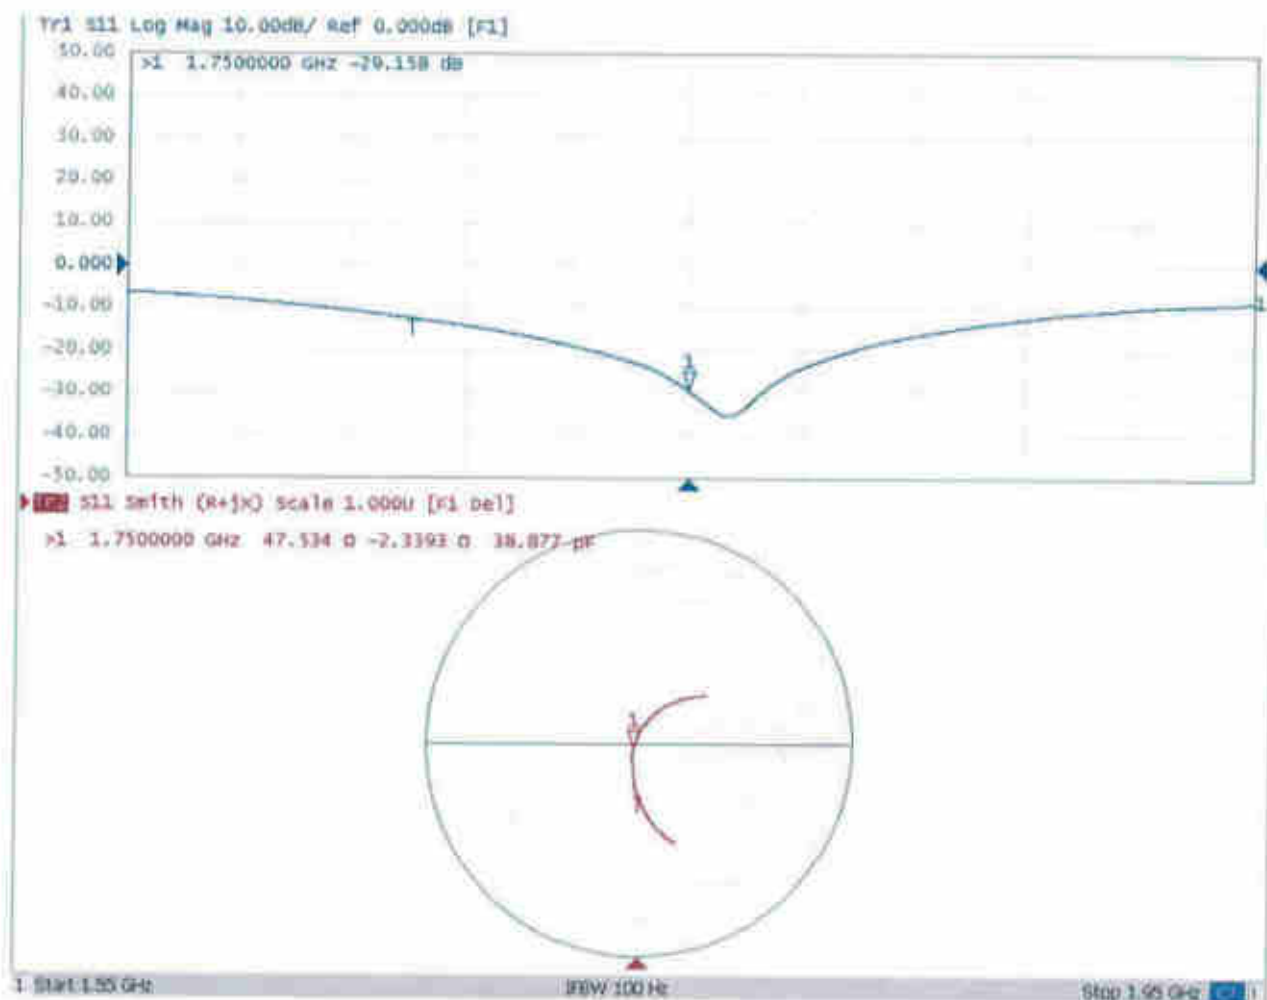 Tr1 S11 Log Mag 10.00dB/ Ref 0.000dB [F1]
50.00
>1 1.7500000 GHz -29.158 dB
40.00
30.00
20.00
10.00
0.000
-10.00
1
-20.00
1
-30.00
-40.00
-50.00
S11 Smith (R+jX) Scale 1.000U [F1 Del]
>1 1.7500000 GHz 47.534 Ω -2.3393 Ω 38.877 pF
1
1 Start 1.55 GHz IFBW 100 Hz Stop 1.95 GHz